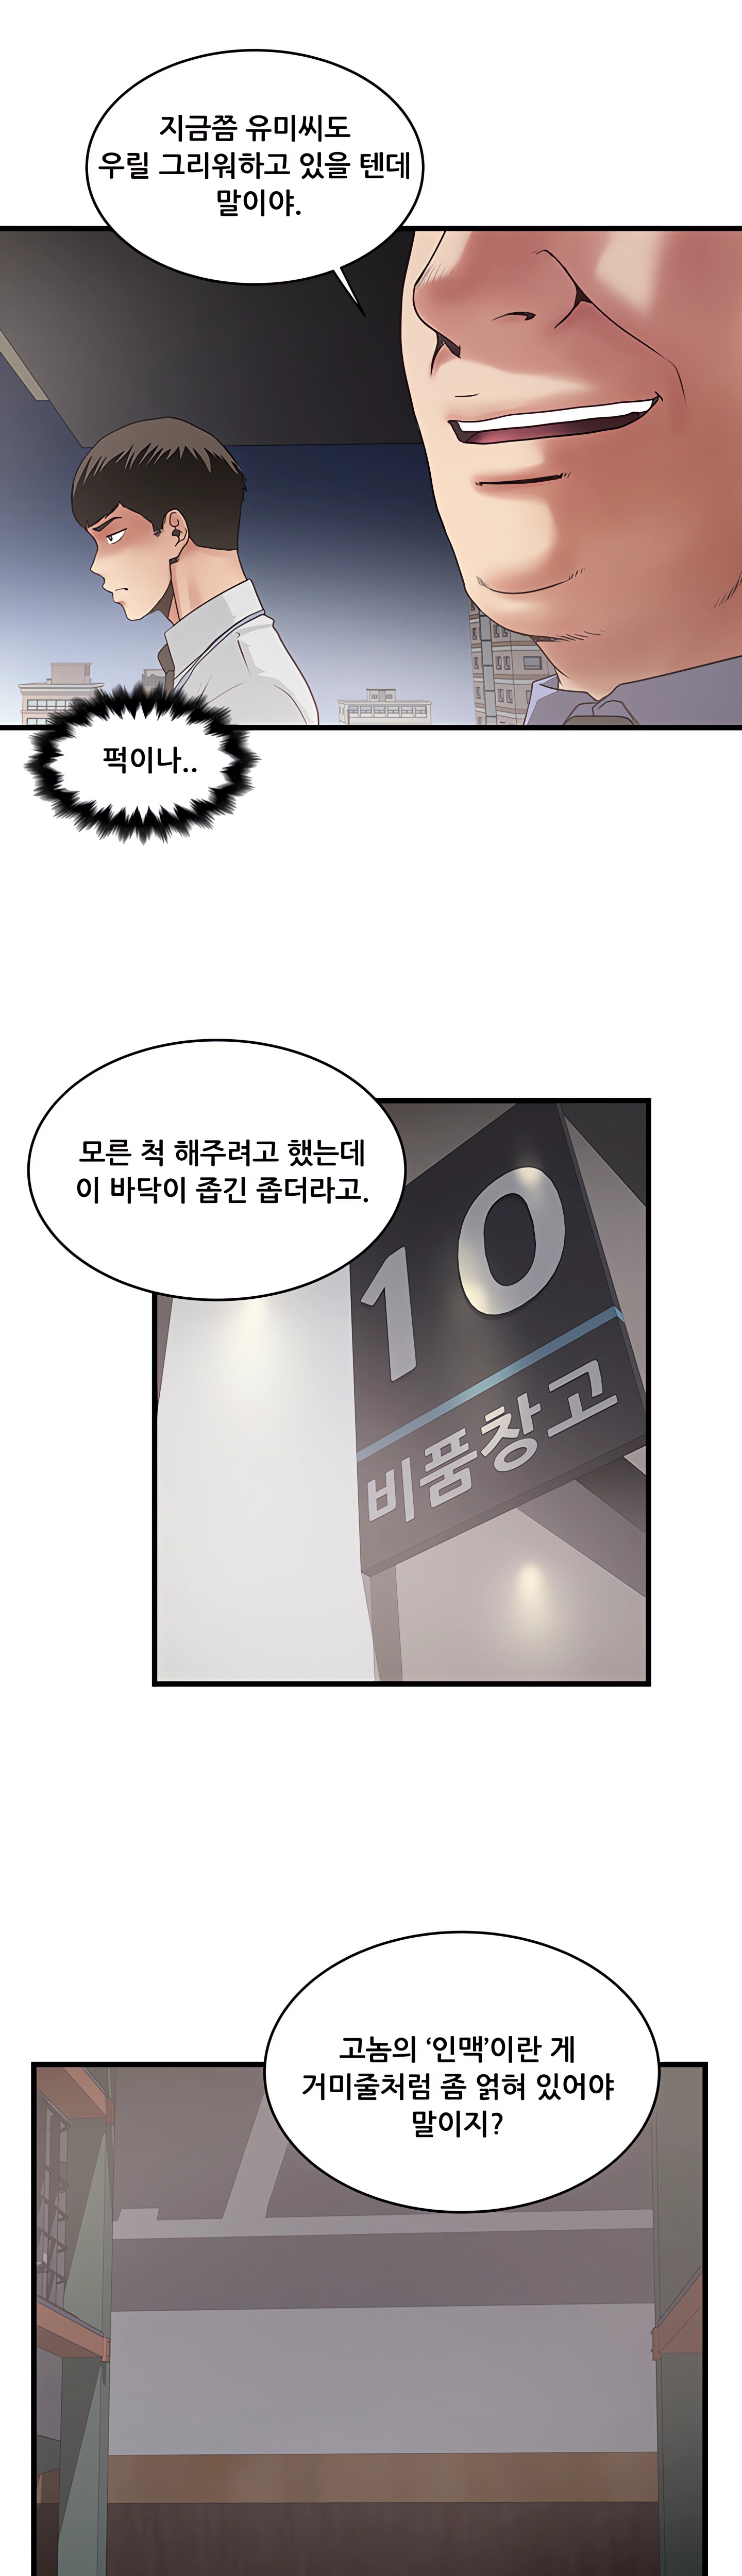 지금쯤 유미씨도
우릴 그리워하고 있을 텐데
말이야.
퍽이나..
모른 척 해주려고 했는데
이 바닥이 좁긴 좁더라고.
10
비품창고
고놈의 ‘인맥’이란 게
거미줄처럼 좀 얽혀 있어야
말이지?